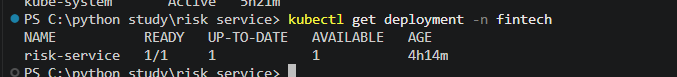 kube-system       Active   5h21m
PS C:\python study\risk service> kubectl get deployment -n fintech
NAME           READY   UP-TO-DATE   AVAILABLE   AGE
risk-service   1/1     1            1           4h14m
PS C:\python study\risk service>